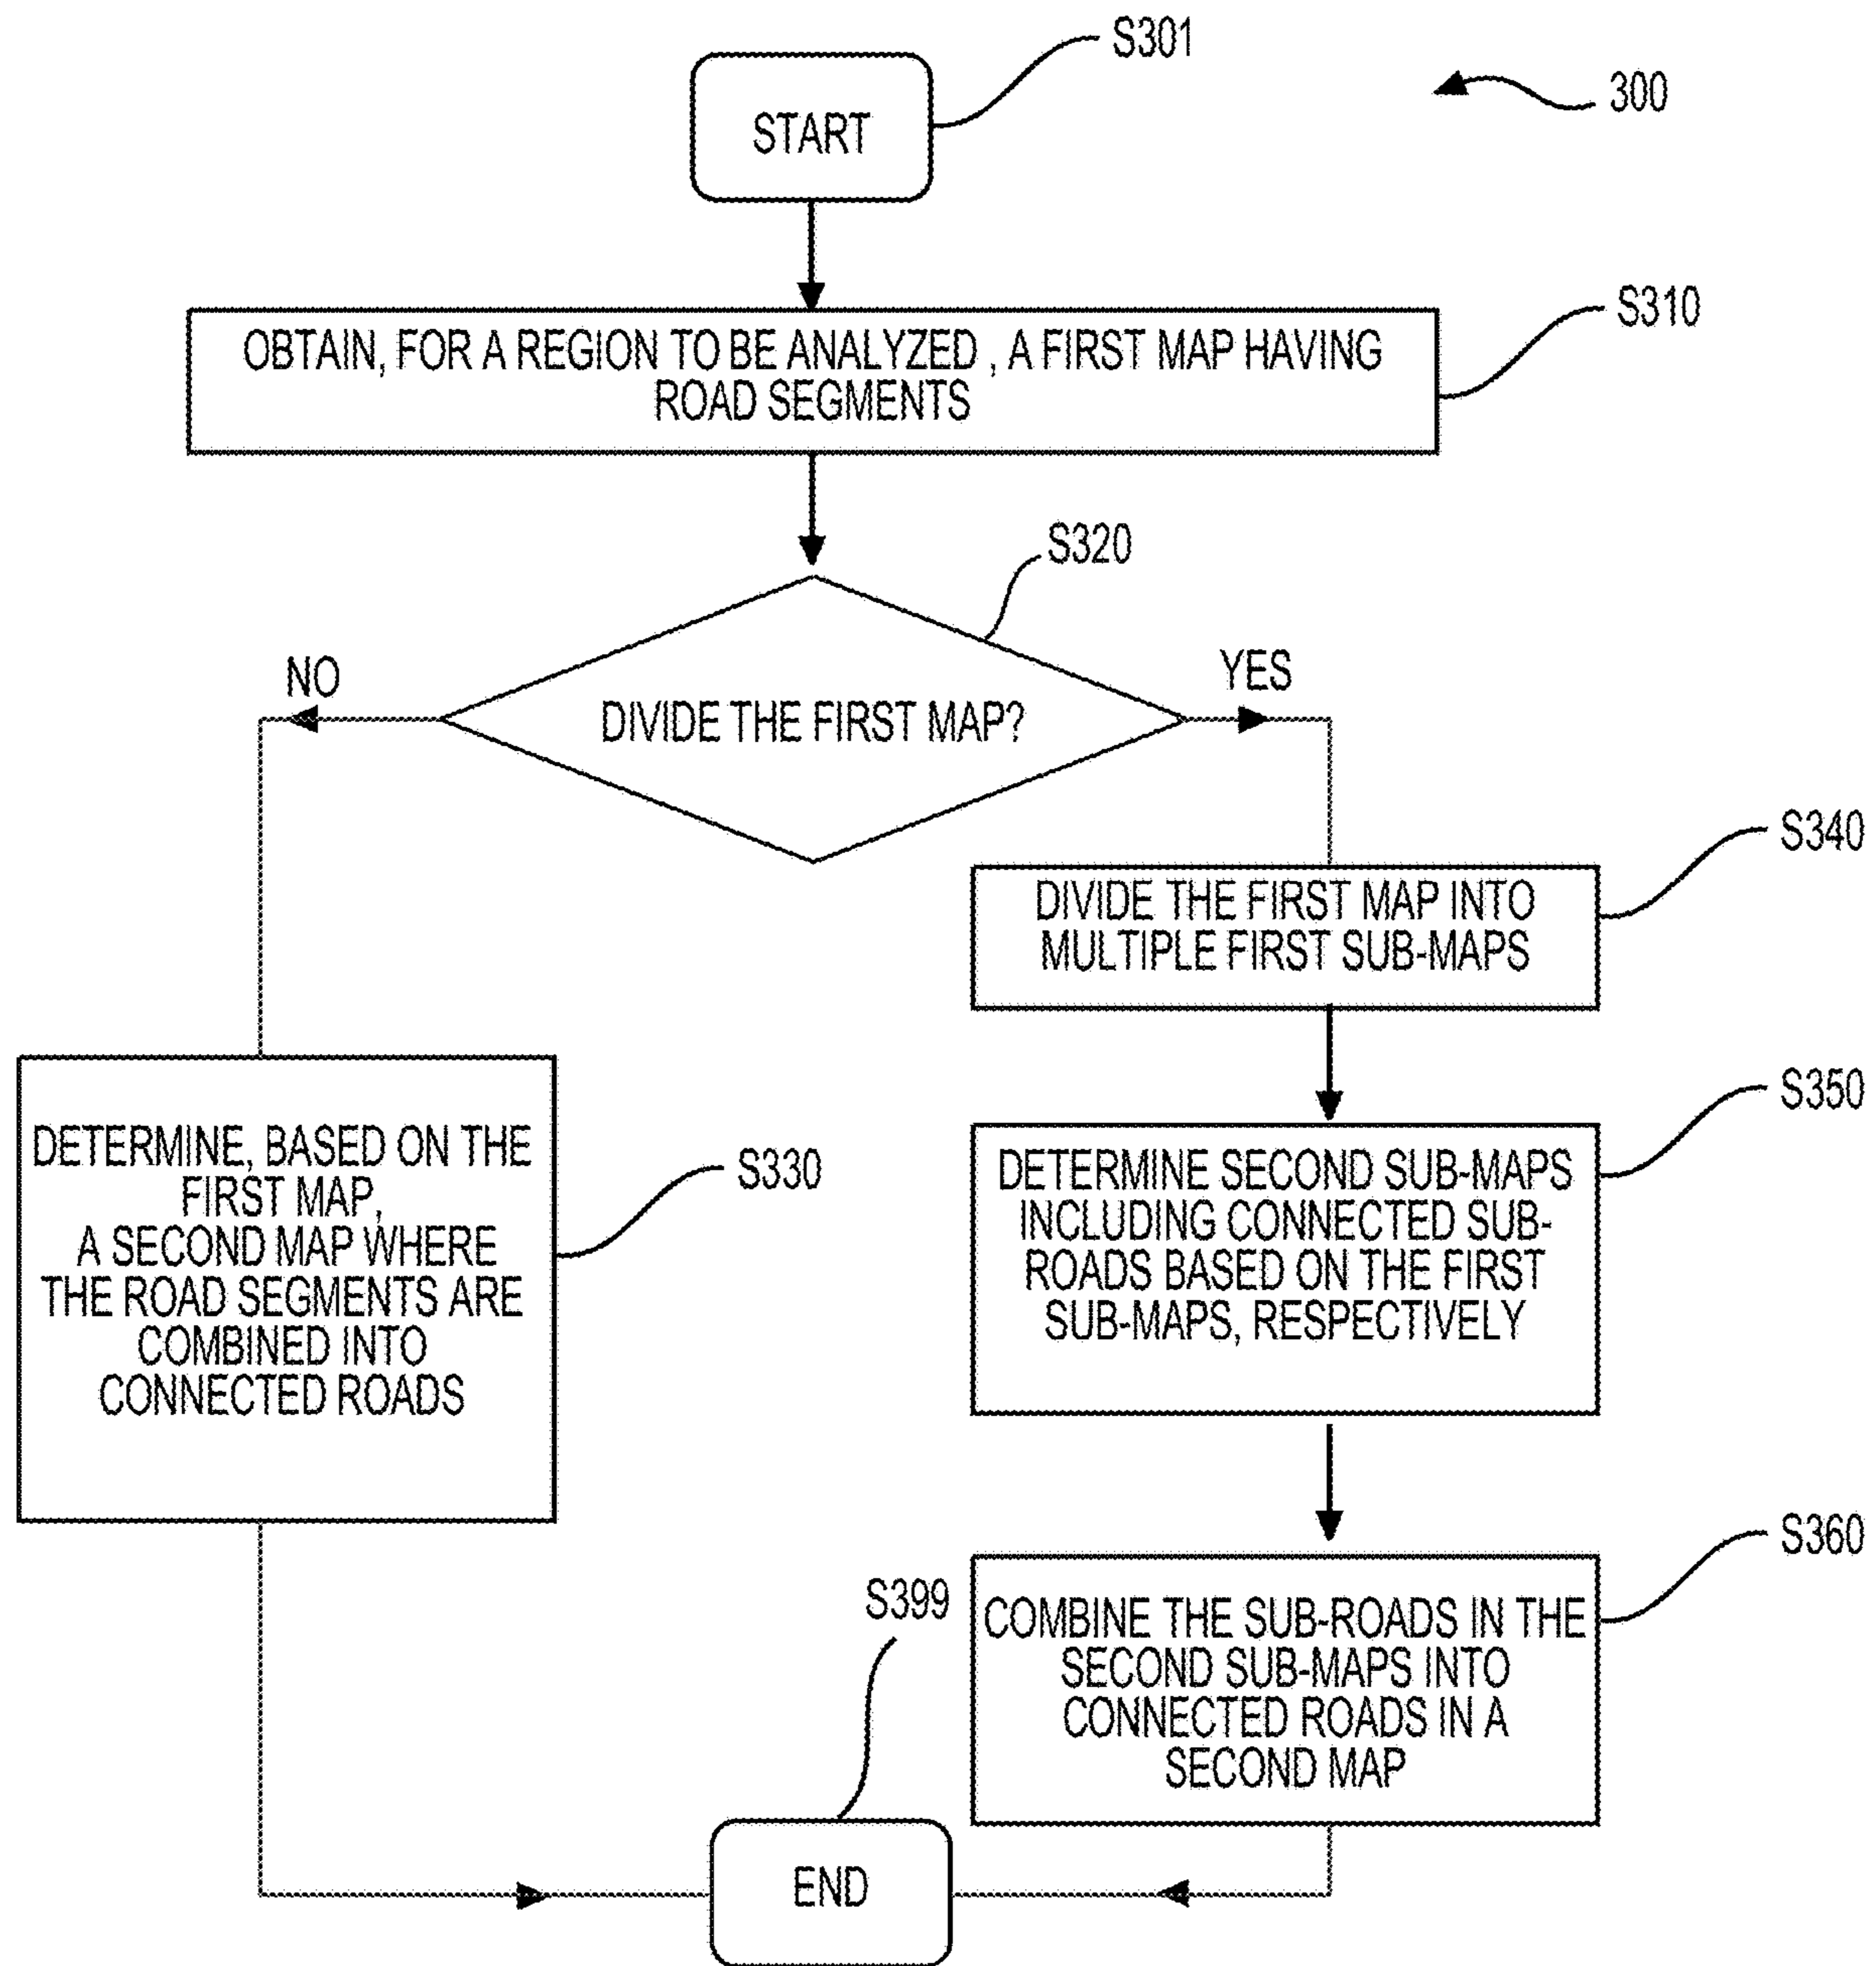 S301
300
START
S310
OBTAIN, FOR A REGION TO BE ANALYZED , A FIRST MAP HAVING
ROAD SEGMENTS
S320
NO
YES
DIVIDE THE FIRST MAP?
S340
DIVIDE THE FIRST MAP INTO
MULTIPLE FIRST SUB-MAPS
S350
DETERMINE, BASED ON THE
FIRST MAP,
A SECOND MAP WHERE
THE ROAD SEGMENTS ARE
COMBINED INTO
CONNECTED ROADS
S330
DETERMINE SECOND SUB-MAPS
INCLUDING CONNECTED SUB-
ROADS BASED ON THE FIRST
SUB-MAPS, RESPECTIVELY
S360
S399
COMBINE THE SUB-ROADS IN THE
SECOND SUB-MAPS INTO
CONNECTED ROADS IN A
SECOND MAP
END